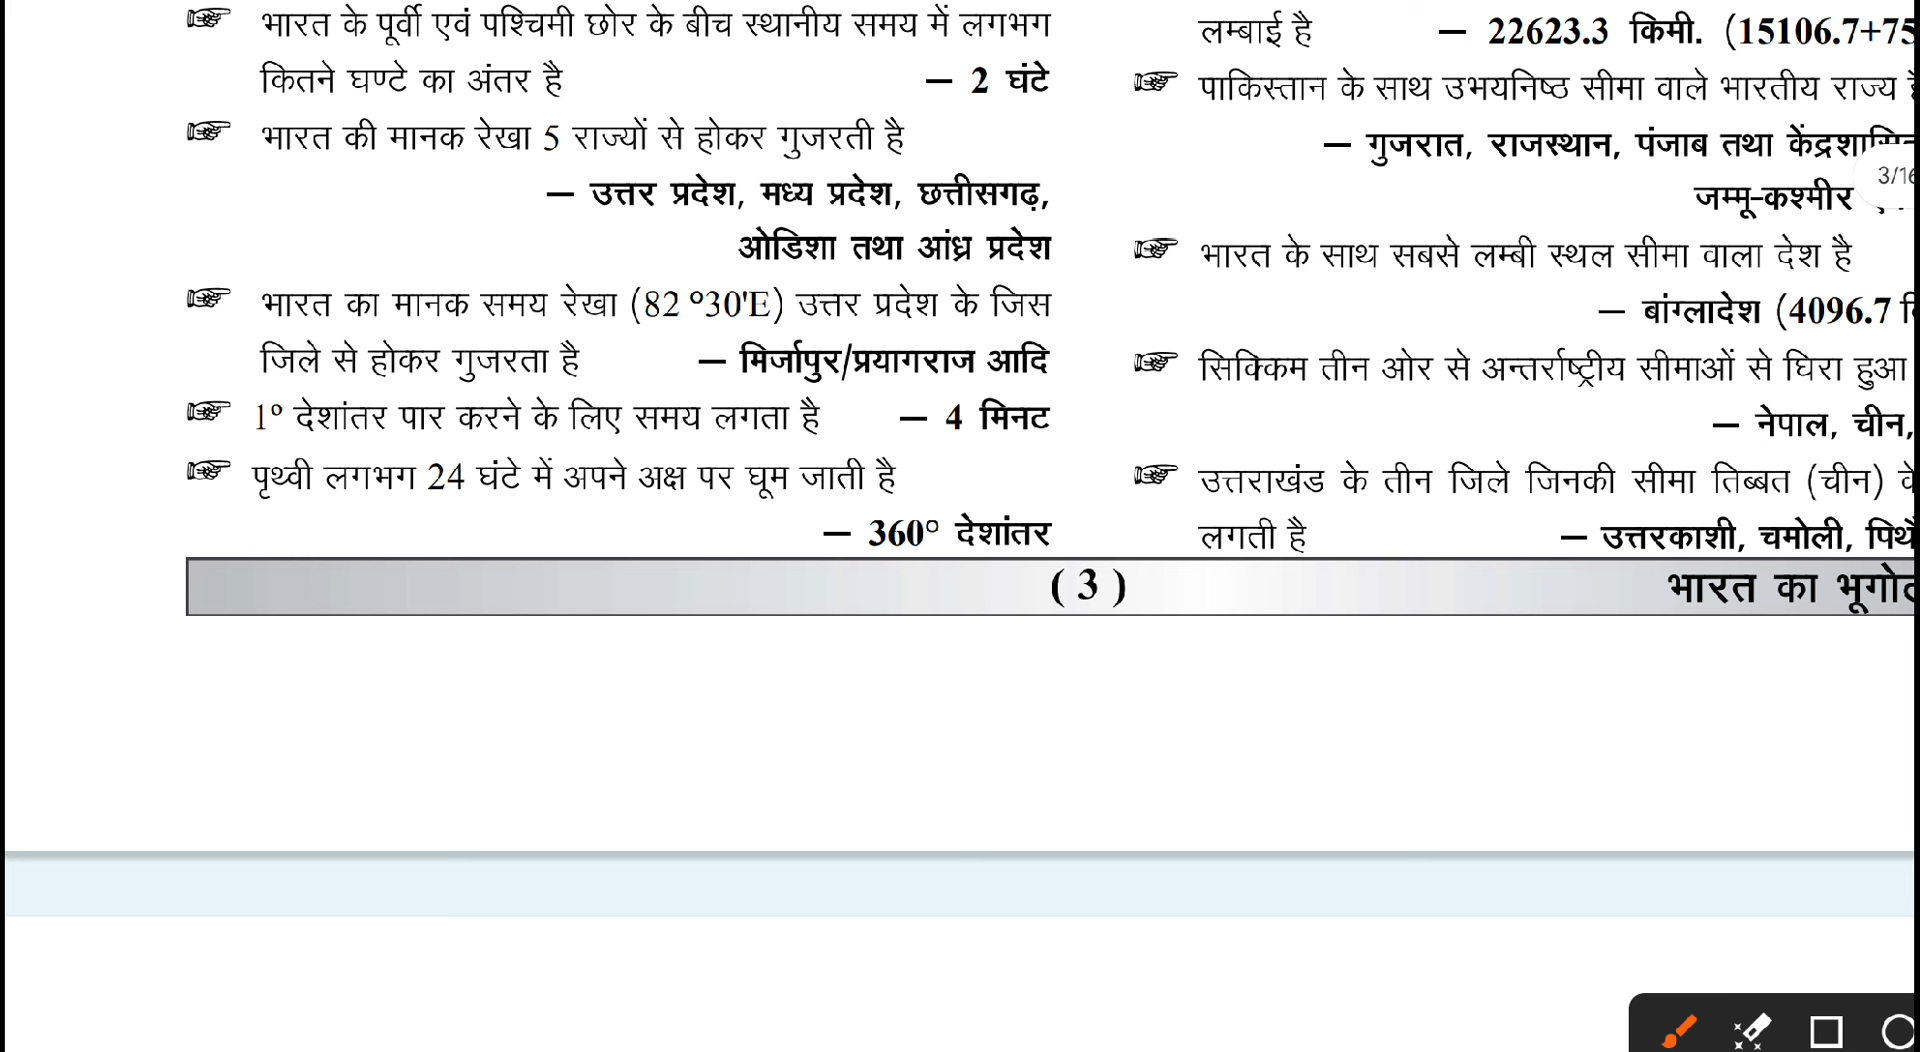 भारत के पूर्वी एवं पश्चिमी छोर के बीच स्थानीय समय में लगभग
कितने घण्टे का अंतर है — 2 घंटे
भारत की मानक रेखा 5 राज्यों से होकर गुजरती है
— उत्तर प्रदेश, मध्य प्रदेश, छत्तीसगढ़,
ओडिशा तथा आंध्र प्रदेश
भारत का मानक समय रेखा (82 °30'E) उत्तर प्रदेश के जिस
जिले से होकर गुजरता है — मिर्जापुर/प्रयागराज आदि
1° देशांतर पार करने के लिए समय लगता है — 4 मिनट
पृथ्वी लगभग 24 घंटे में अपने अक्ष पर घूम जाती है
— 360° देशांतर
लम्बाई है — 22623.3 किमी. (15106.7+75
पाकिस्तान के साथ उभयनिष्ठ सीमा वाले भारतीय राज्य
— गुजरात, राजस्थान, पंजाब तथा
जम्मू-कश्मीर
भारत के साथ सबसे लम्बी स्थल सीमा वाला देश है
— बांग्लादेश (4096.7
सिक्किम तीन ओर से अन्तर्राष्ट्रीय सीमाओं से घिरा हुआ
— नेपाल, चीन,
उत्तराखंड के तीन जिले जिनकी सीमा तिब्बत (चीन)
लगती है — उत्तरकाशी, चमोली,
( 3 )
भारत का
3/16